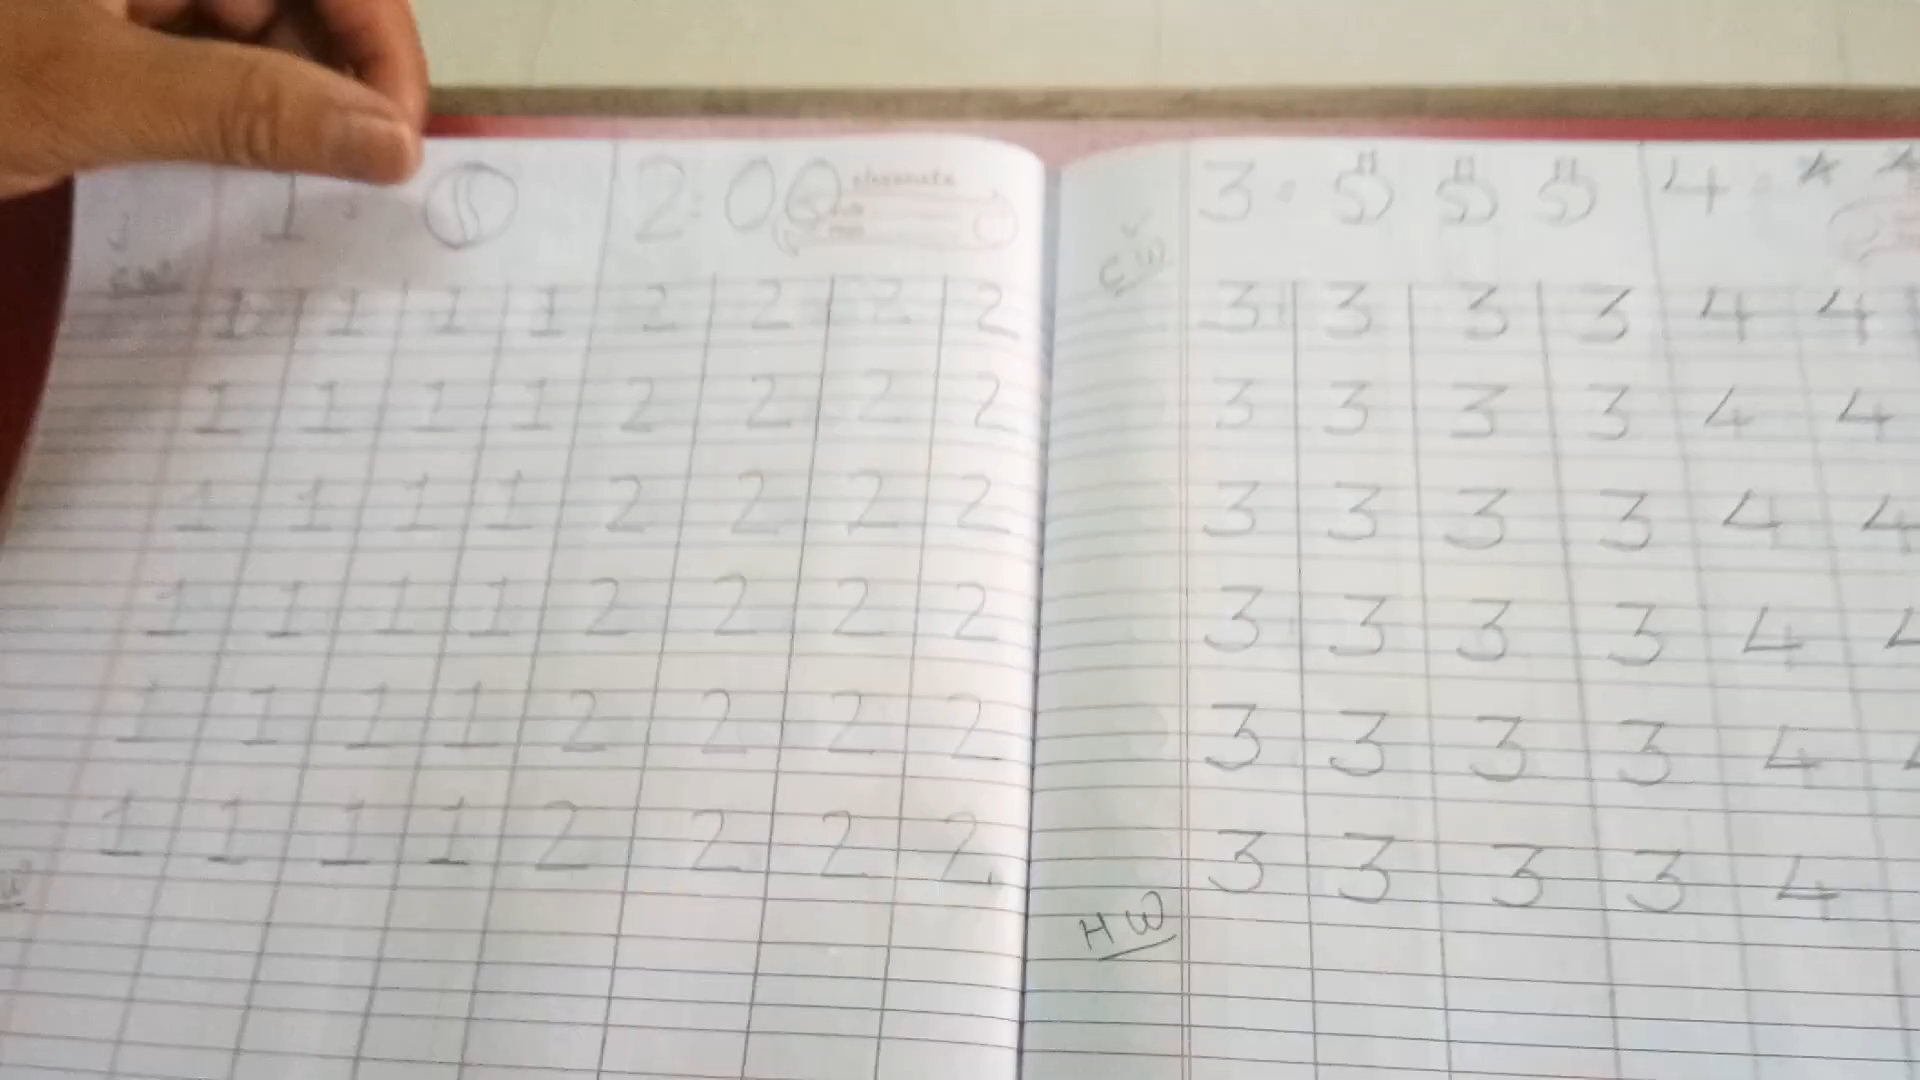 1
2
classmate
1 1 1 1 2 2 2 2
1 1 1 1 2 2 2 2
1 1 1 1 2 2 2 2
1 1 1 1 2 2 2 2
1 1 1 1 2 2 2 2
1 1 1 1 2 2 2 2
3
4
CW
3 3 3 3 4 4
3 3 3 3 4 4
3 3 3 3 4 4
3 3 3 3 4 4
3 3 3 3 4 4
3 3 3 3 4
HW